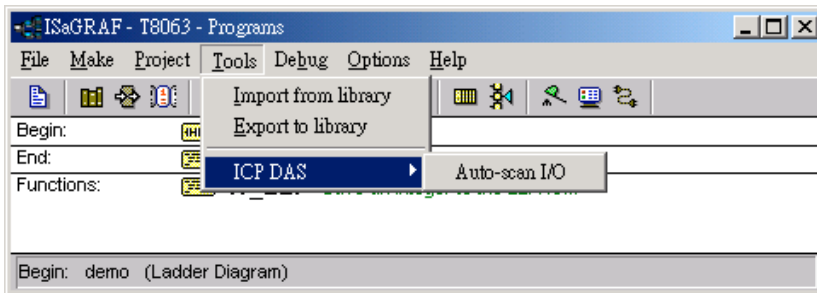 ISaGRAF - T8063 - Programs
File Make Project Tools Debug Options Help
Import from library
Export to library
ICP DAS
Auto-scan I/O
Begin:
End:
Functions:
Begin: demo (Ladder Diagram)